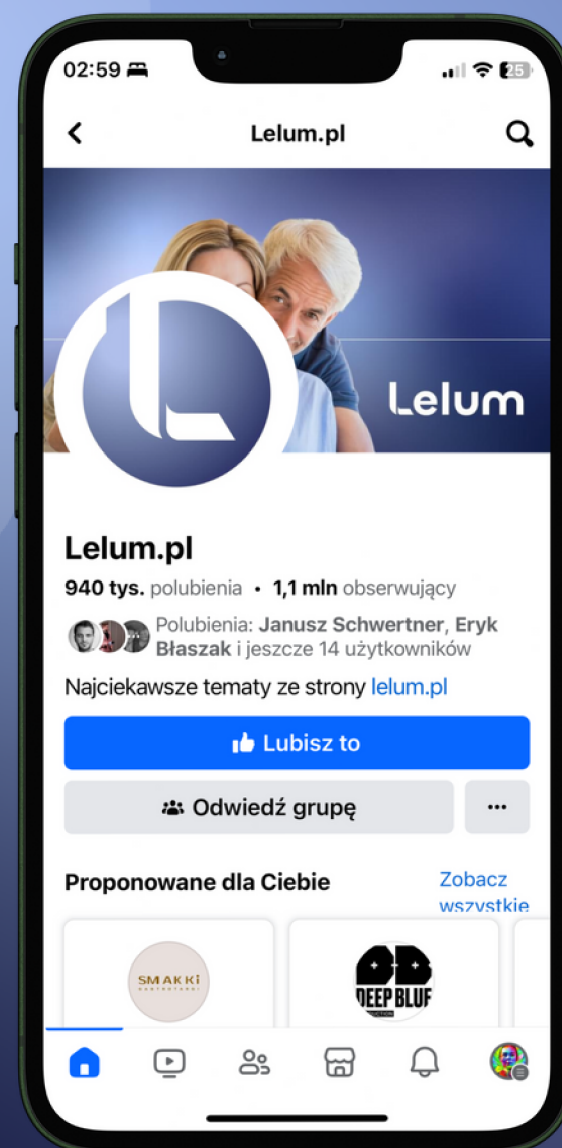 02:59
25
Lelum.pl
Lelum
Lelum.pl
940 tys. polubienia • 1,1 mln obserwujący
Polubienia: Janusz Schwertner, Eryk
Błaszak i jeszcze 14 użytkowników
Najciekawsze tematy ze strony lelum.pl
Lubisz to
Odwiedź grupę
Proponowane dla Ciebie
Zobacz
wszystkie
SMAKKi
DEEP BLUE